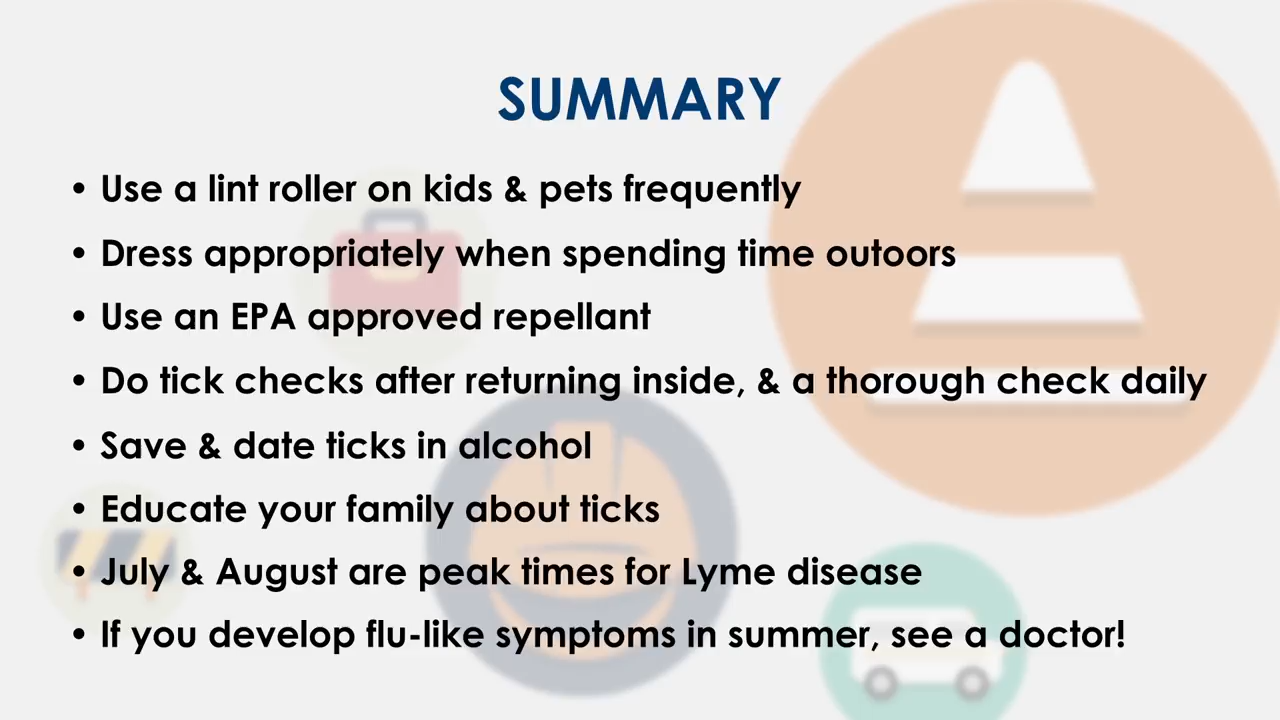 SUMMARY
• Use a lint roller on kids & pets frequently
• Dress appropriately when spending time outoors
• Use an EPA approved repellant
• Do tick checks after returning inside, & a thorough check daily
• Save & date ticks in alcohol
• Educate your family about ticks
• July & August are peak times for Lyme disease
• If you develop flu-like symptoms in summer, see a doctor!